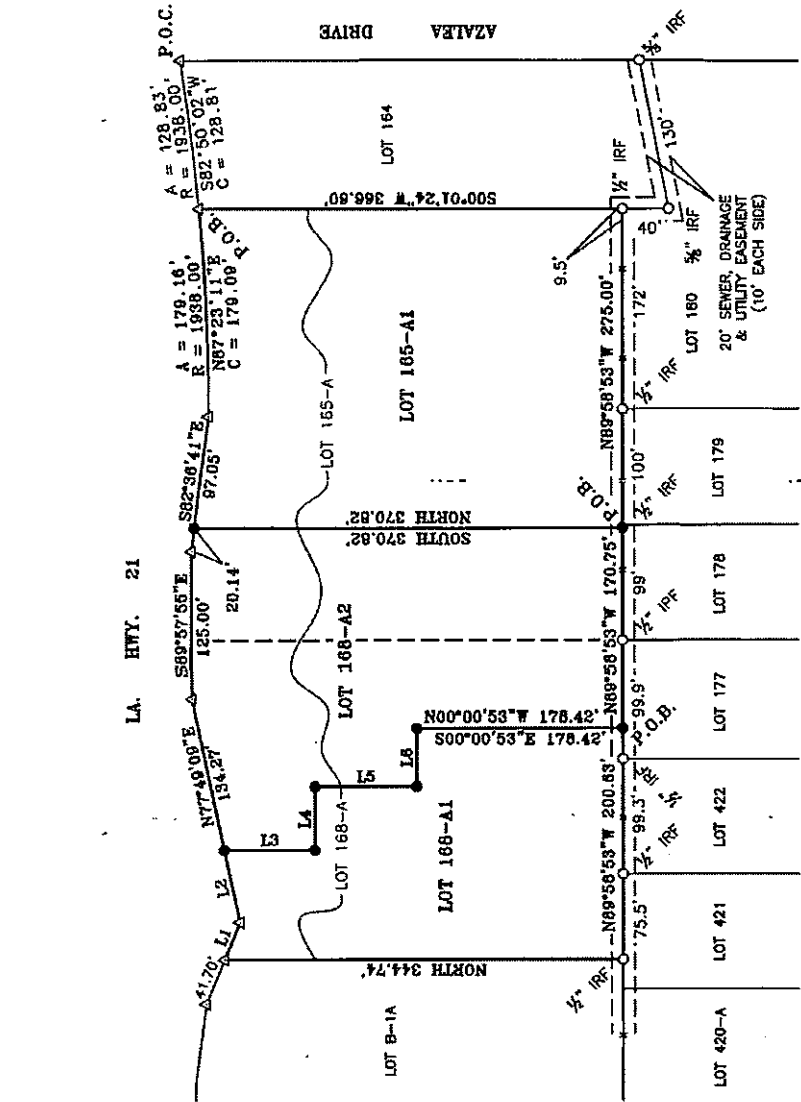 LA. HWY. 21
AZALEA DRIVE
P.O.C.
A = 128.83'
R = 1938.00'
S82°50'02"W
C = 128.81'
A = 179.16'
R = 1938.00'
N87°23'11"E
C = 179.09'
P.O.B.
S82°36'41"E
97.05'
20.14'
S89°57'55"E
125.00'
N77°49'09"E
134.27'
L2
L1
41.70'
LOT 164
S00°01'24"W 366.60'
LOT 165-A
LOT 165-A1
NORTH 370.82'
SOUTH 370.82'
LOT 168-A2
L3
L4
L5
L6
LOT 168-A
LOT 168-A1
N00°00'53"W 178.42'
S00°00'53"E 178.42'
NORTH 344.74'
LOT B-1A
⅝" IRF
130'
½" IRF
40'
9.5'
⅝" IRF
20' SEWER, DRAINAGE
& UTILITY EASEMENT
(10' EACH SIDE)
N89°58'53"W 275.00'
172'
LOT 180
½" IRF
100'
P.O.B.
½" IRF
LOT 179
N89°58'53"W 170.75'
99'
½" IPF
LOT 178
99.9'
P.O.B.
LOT 177
½" IRF
N89°58'53"W 200.63'
99.3'
½" IRF
LOT 422
75.5'
LOT 421
½" IRF
LOT 420-A